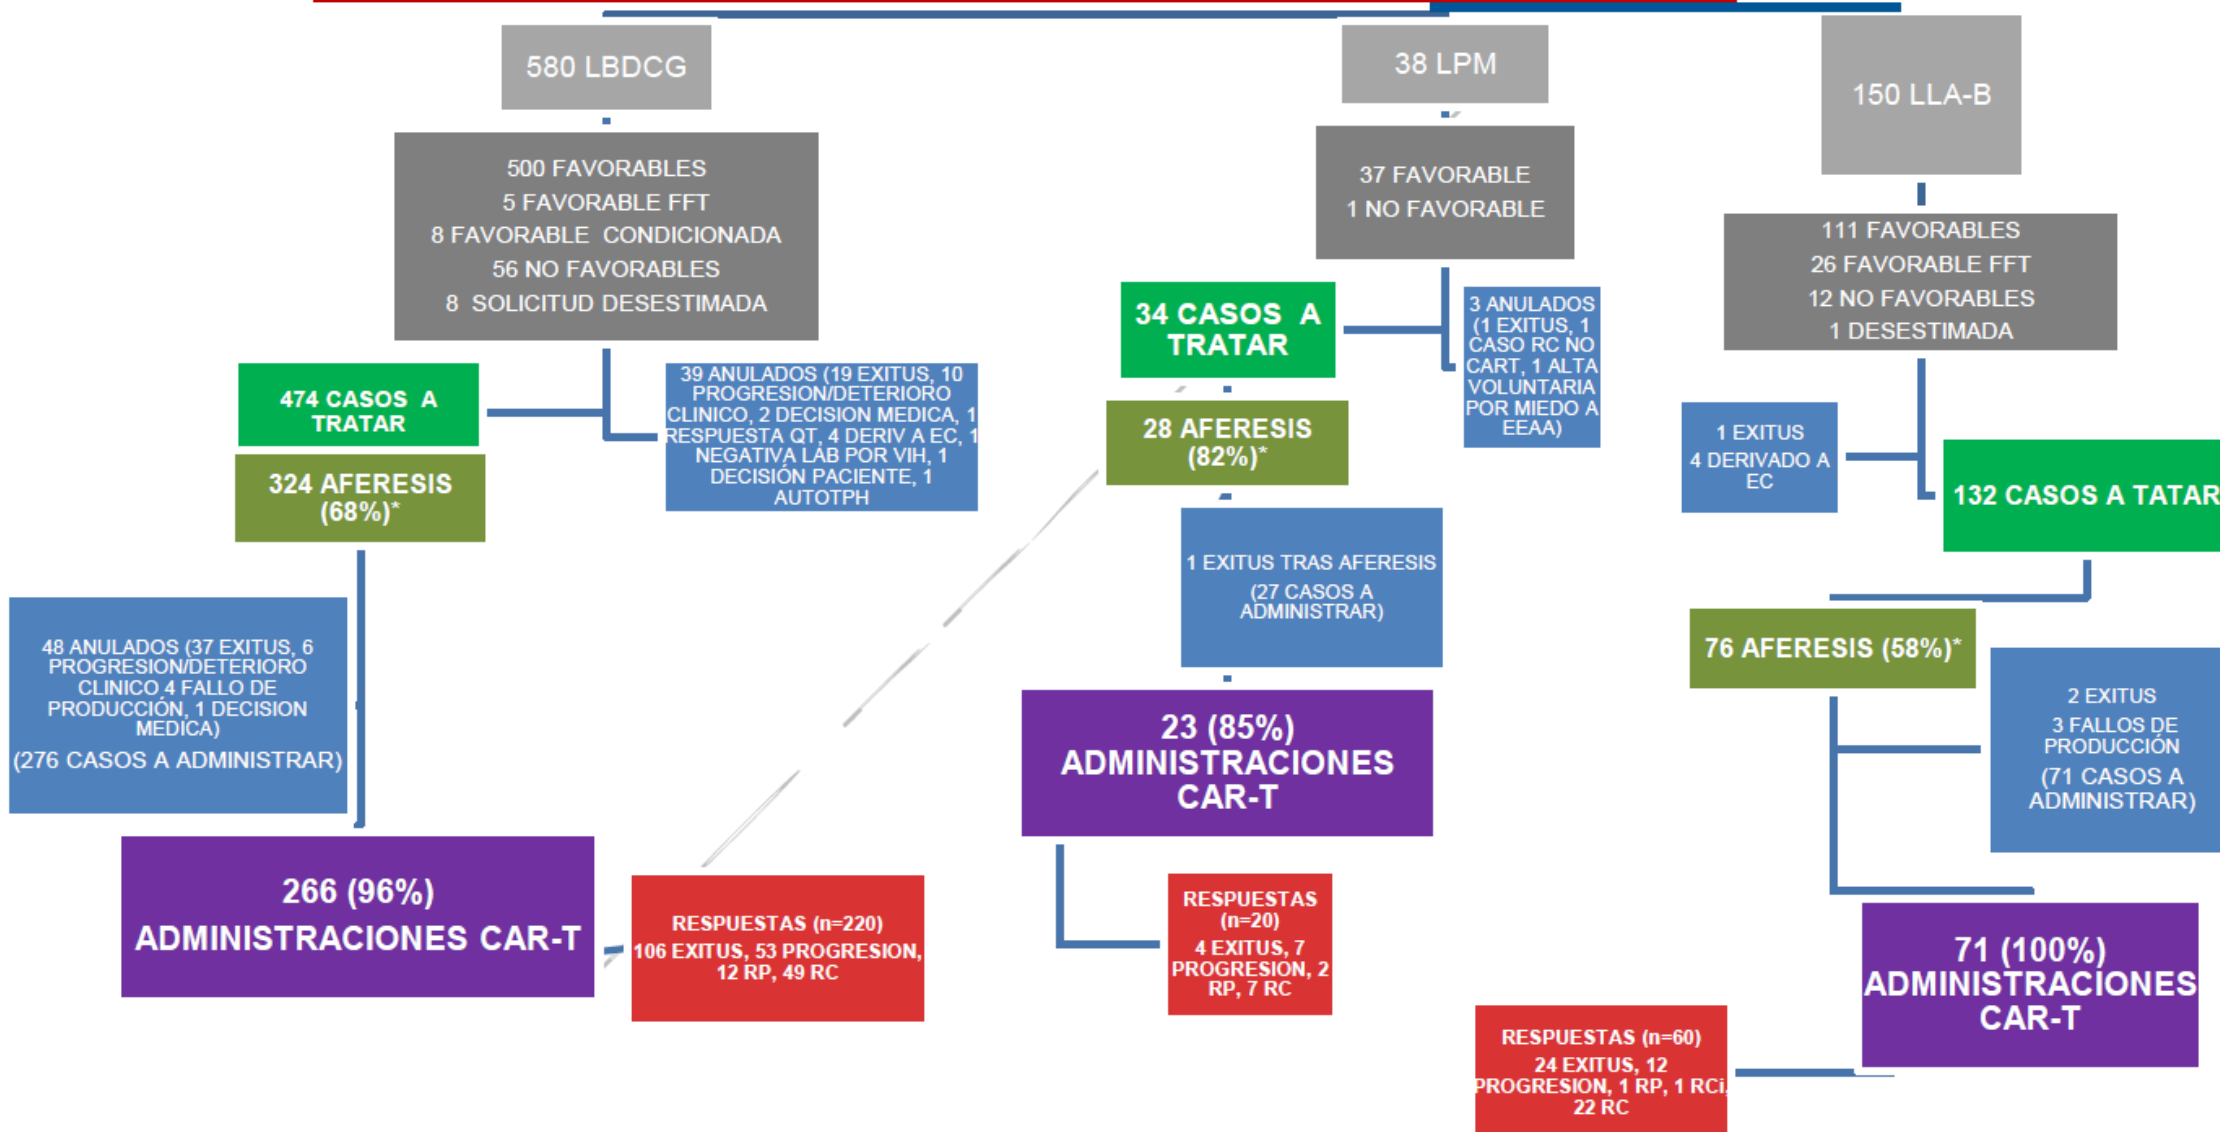 580 LBDCG
500 FAVORABLES
5 FAVORABLE FFT
8 FAVORABLE CONDICIONADA
56 NO FAVORABLES
8 SOLICITUD DESESTIMADA
474 CASOS A
TRATAR
39 ANULADOS (19 EXITUS, 10
PROGRESION/DETERIORO
CLINICO, 2 DECISION MEDICA, 1
RESPUESTA QT, 4 DERIV A EC, 1
NEGATIVA LAB POR VIH, 1
DECISIÓN PACIENTE, 1
AUTOTPH
324 AFERESIS
(68%)*
48 ANULADOS (37 EXITUS, 6
PROGRESION/DETERIORO
CLINICO 4 FALLO DE
PRODUCCIÓN, 1 DECISION
MEDICA)
(276 CASOS A ADMINISTRAR)
266 (96%)
ADMINISTRACIONES CAR-T
RESPUESTAS (n=220)
106 EXITUS, 53 PROGRESION,
12 RP, 49 RC
38 LPM
37 FAVORABLE
1 NO FAVORABLE
34 CASOS A
TRATAR
3 ANULADOS
(1 EXITUS, 1
CASO RC NO
CART, 1 ALTA
VOLUNTARIA
POR MIEDO A
EEAA)
28 AFERESIS
(82%)*
1 EXITUS TRAS AFERESIS
(27 CASOS A
ADMINISTRAR)
23 (85%)
ADMINISTRACIONES
CAR-T
RESPUESTAS
(n=20)
4 EXITUS, 7
PROGRESION, 2
RP, 7 RC
150 LLA-B
111 FAVORABLES
26 FAVORABLE FFT
12 NO FAVORABLES
1 DESESTIMADA
1 EXITUS
4 DERIVADO A
EC
132 CASOS A TATAR
76 AFERESIS (58%)*
2 EXITUS
3 FALLOS DE
PRODUCCIÓN
(71 CASOS A
ADMINISTRAR)
71 (100%)
ADMINISTRACIONES
CAR-T
RESPUESTAS (n=60)
24 EXITUS, 12
PROGRESION, 1 RP, 1 RCi,
22 RC